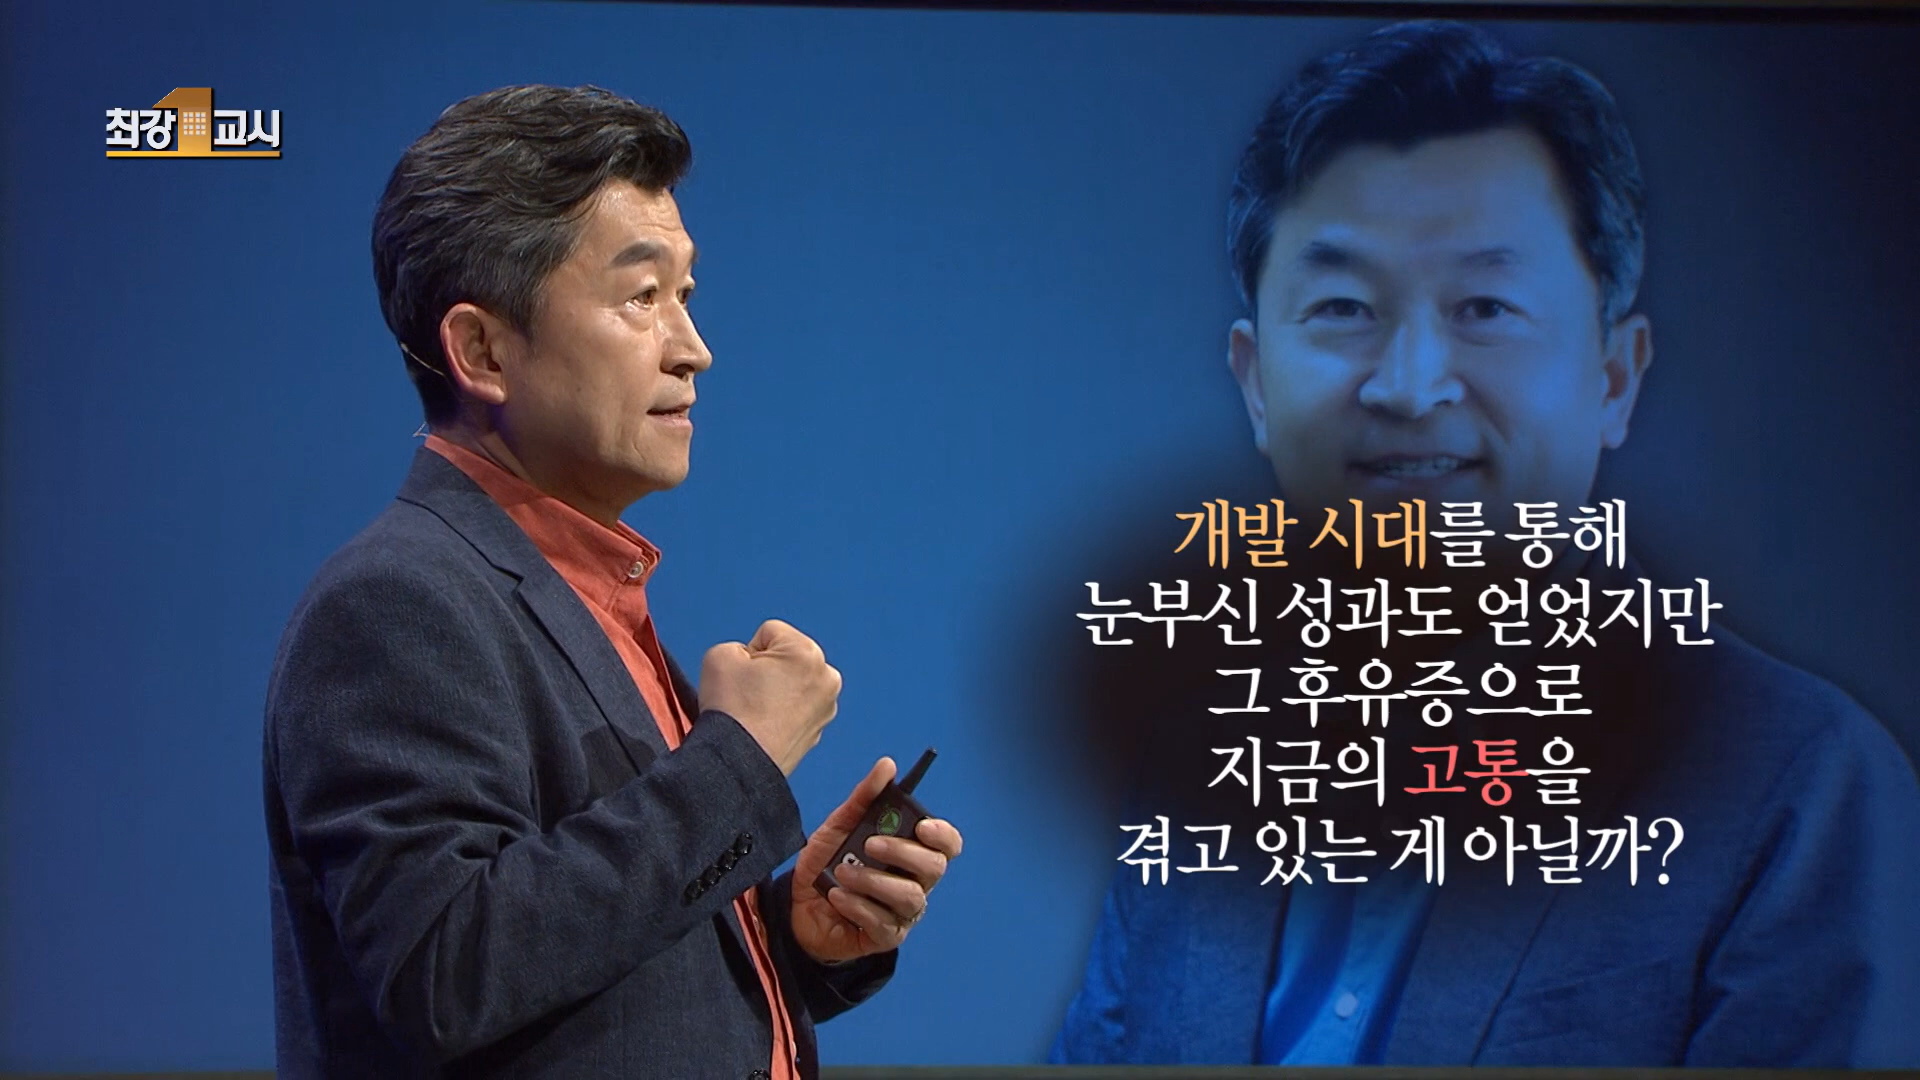 최강1교시
개발 시대를 통해
눈부신 성과도 얻었지만
그 후유증으로
지금의 고통을
겪고 있는 게 아닐까?